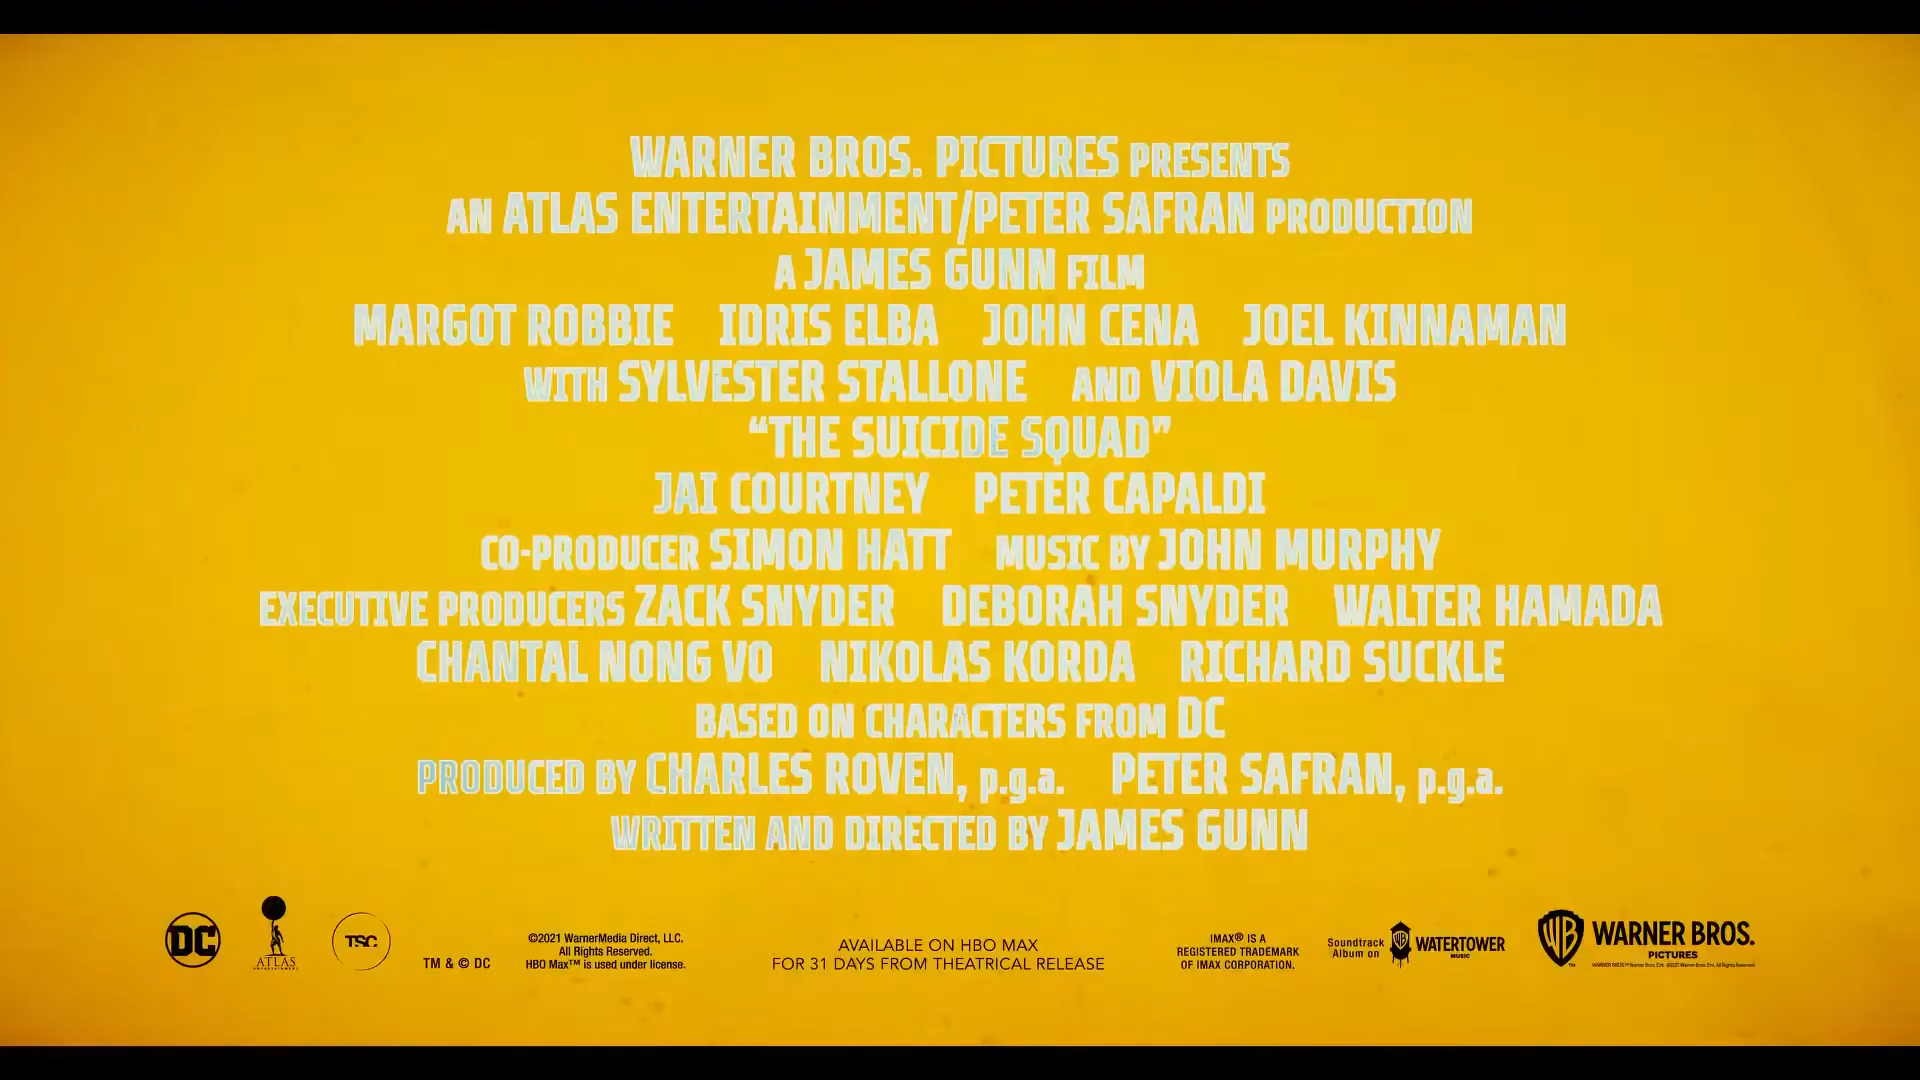 WARNER BROS. PICTURES PRESENTS
AN ATLAS ENTERTAINMENT/PETER SAFRAN PRODUCTION
A JAMES GUNN FILM
MARGOT ROBBIE IDRIS ELBA JOHN CENA JOEL KINNAMAN
WITH SYLVESTER STALLONE AND VIOLA DAVIS
“THE SUICIDE SQUAD”
JAI COURTNEY PETER CAPALDI
CO-PRODUCER SIMON HATT MUSIC BY JOHN MURPHY
EXECUTIVE PRODUCERS ZACK SNYDER DEBORAH SNYDER WALTER HAMADA
CHANTAL NONG VO NIKOLAS KORDA RICHARD SUCKLE
BASED ON CHARACTERS FROM DC
PRODUCED BY CHARLES ROVEN, p.g.a. PETER SAFRAN, p.g.a.
WRITTEN AND DIRECTED BY JAMES GUNN
DC
ATLAS
ENTERTAINMENT
TSC
TM & © DC
©2021 WarnerMedia Direct, LLC.
All Rights Reserved.
HBO Max™ is used under license.
AVAILABLE ON HBO MAX
FOR 31 DAYS FROM THEATRICAL RELEASE
IMAX® IS A
REGISTERED TRADEMARK
OF IMAX CORPORATION.
Soundtrack
Album on
WB
WATERTOWER
MUSIC
WB
TM
WARNER BROS.
PICTURES